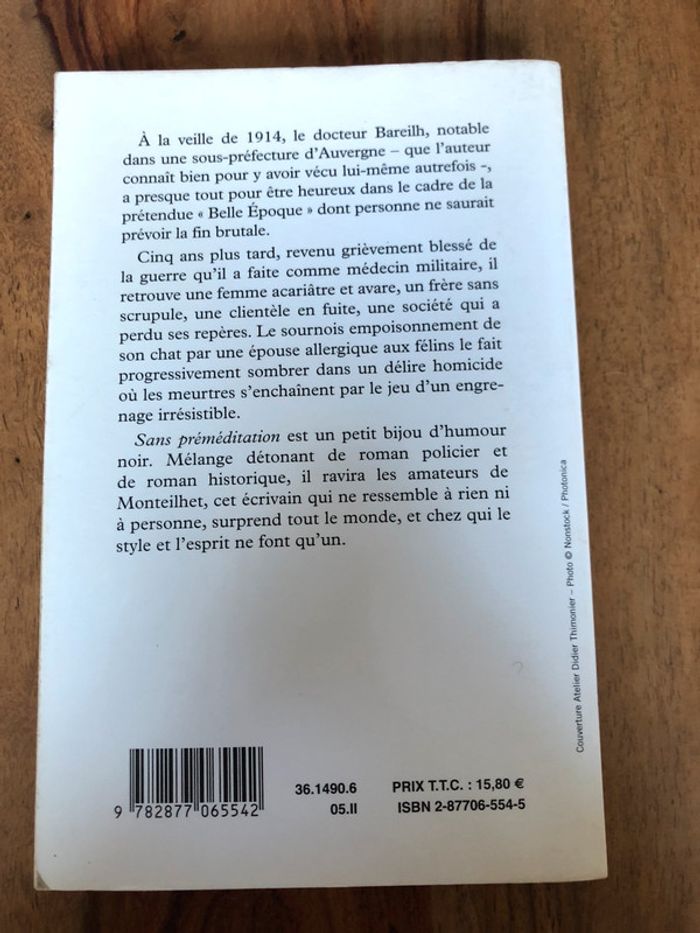 À la veille de 1914, le docteur Bareilh, notable
dans une sous-préfecture d'Auvergne – que l'auteur
connaît bien pour y avoir vécu lui-même autrefois -,
a presque tout pour être heureux dans le cadre de la
prétendue « Belle Époque » dont personne ne saurait
prévoir la fin brutale.
Cinq ans plus tard, revenu grièvement blessé de
la guerre qu'il a faite comme médecin militaire, il
retrouve une femme acariâtre et avare, un frère sans
scrupule, une clientèle en fuite, une société qui a
perdu ses repères. Le sournois empoisonnement de
son chat par une épouse allergique aux félins le fait
progressivement sombrer dans un délire homicide
où les meurtres s'enchaînent par le jeu d'un engre-
nage irrésistible.
Sans préméditation est un petit bijou d'humour
noir. Mélange détonant de roman policier et
de roman historique, il ravira les amateurs de
Monteilhet, cet écrivain qui ne ressemble à rien ni
à personne, surprend tout le monde, et chez qui le
style et l'esprit ne font qu'un.
Couverture Atelier Didier Thimonier – Photo © Nonstock / Photonica
9 782877 065542
36.1490.6
05.II
PRIX T.T.C. : 15,80 €
ISBN 2-87706-554-5